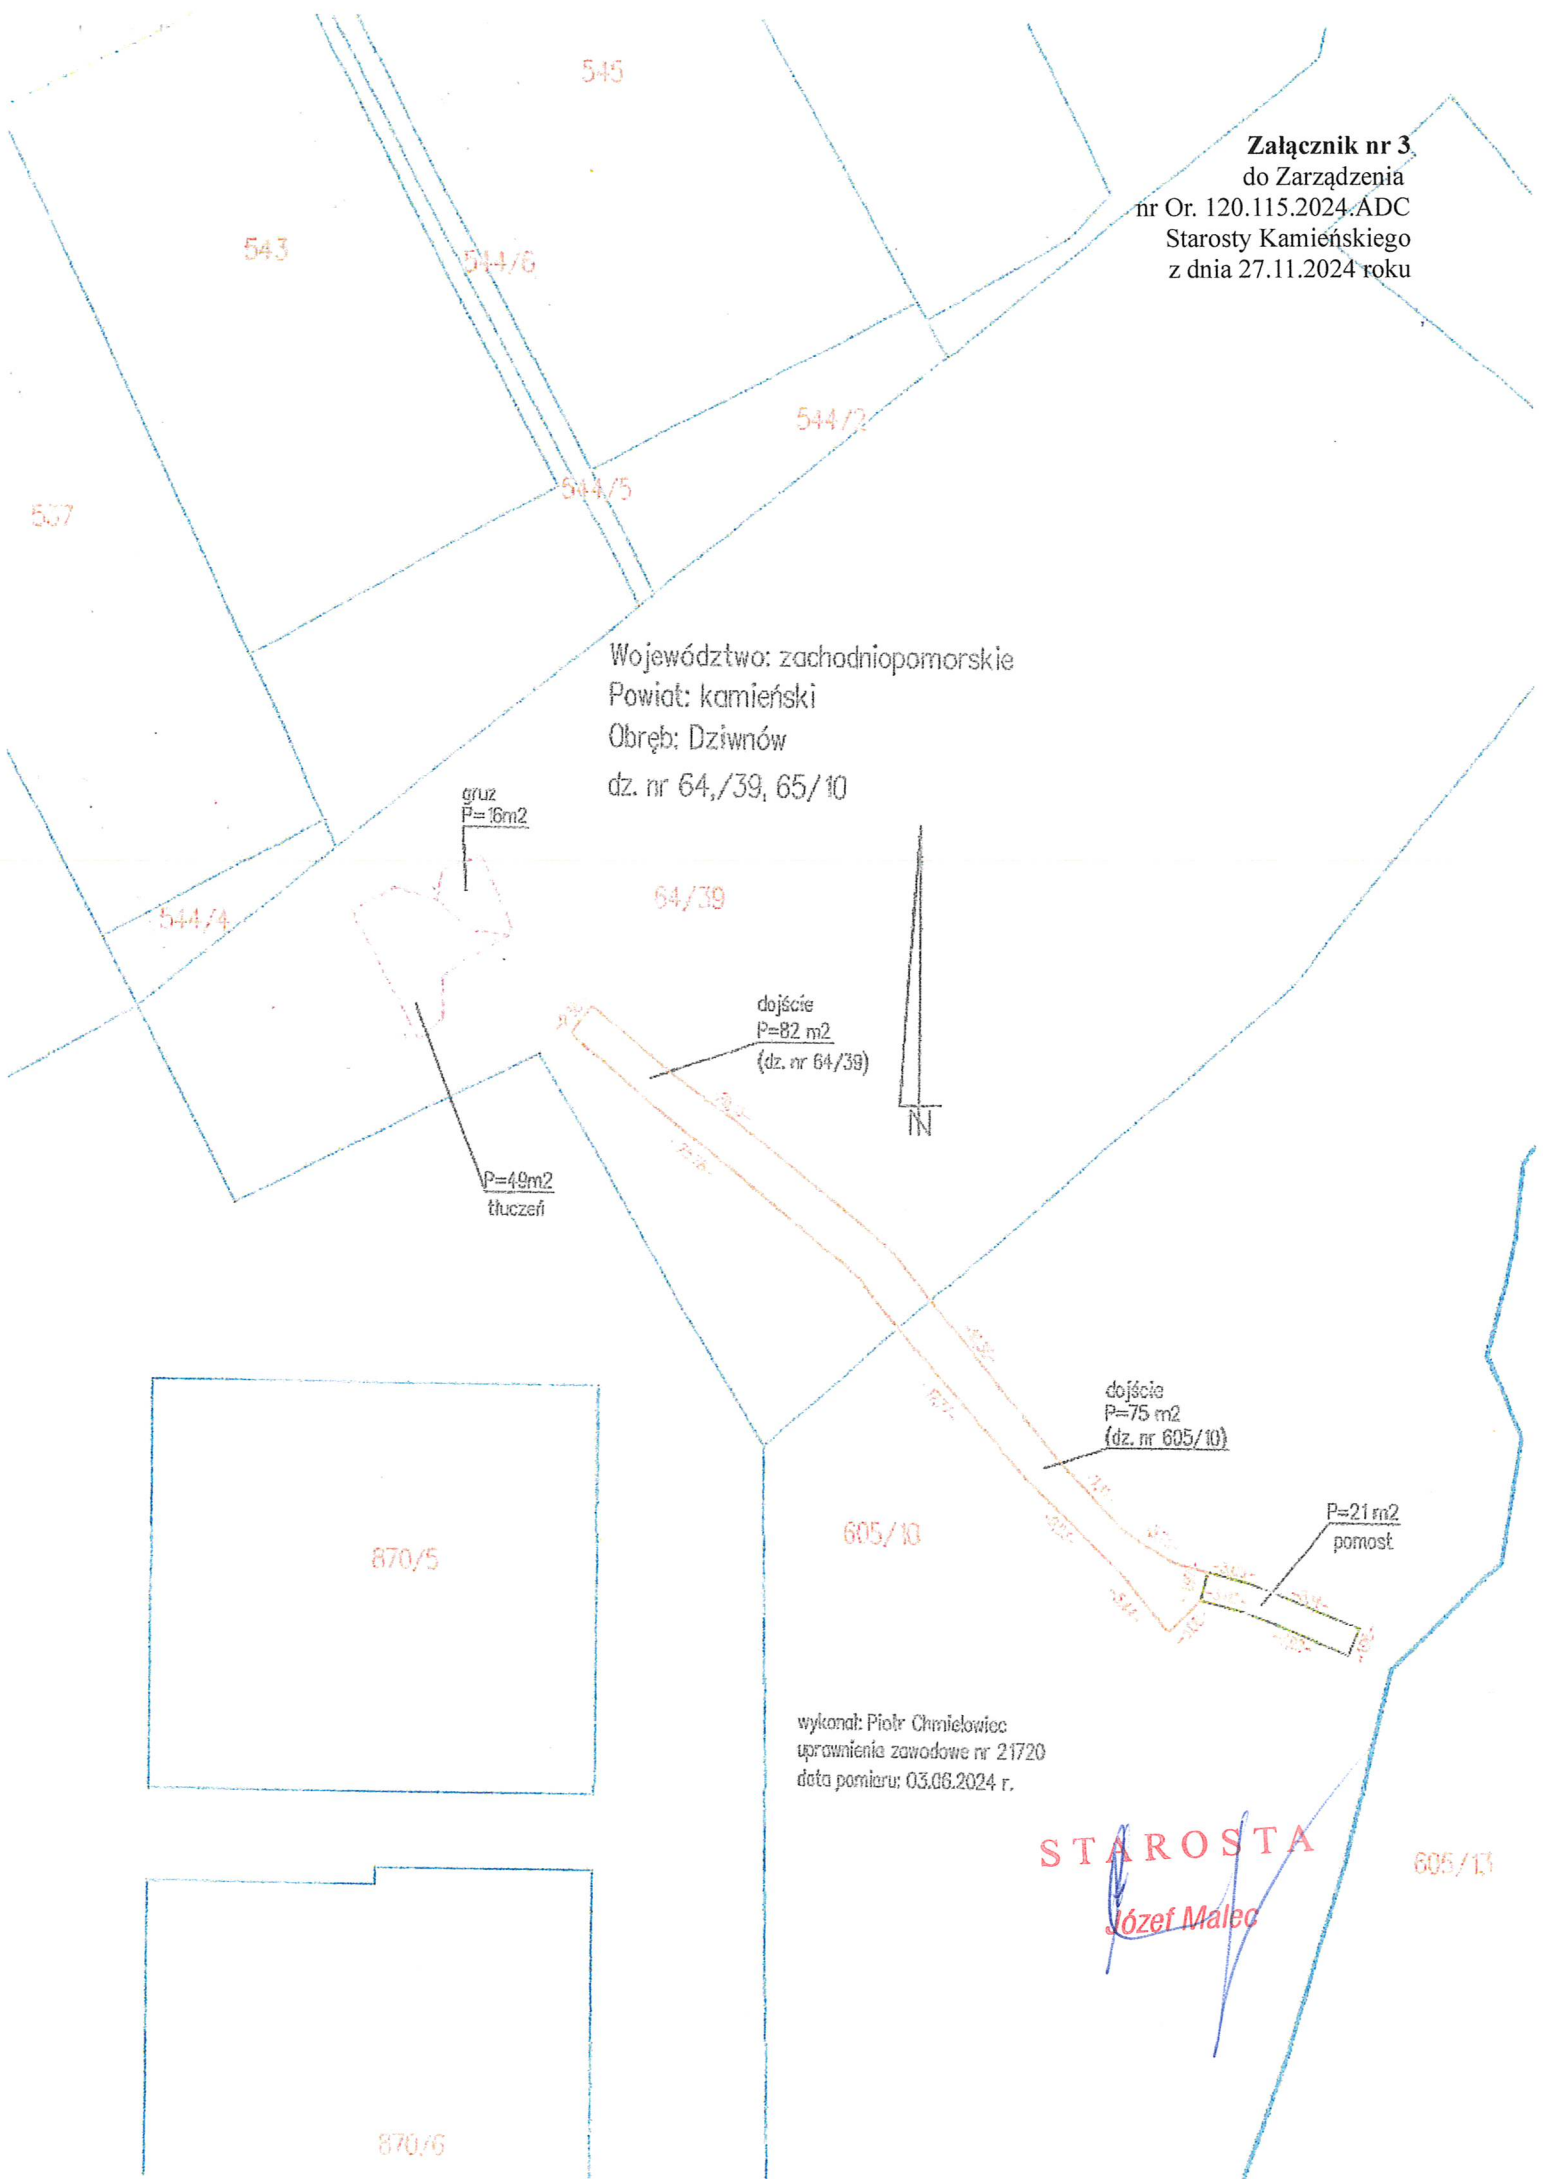 545
Załącznik nr 3
do Zarządzenia
nr Or. 120.115.2024.ADC
Starosty Kamieńskiego
z dnia 27.11.2024 roku
543
544/6
544/2
544/5
537
Województwo: zachodniopomorskie
Powiat: kamieński
Obręb: Dziwnów
dz. nr 64,/39, 65/10
gruz
P=16m2
64/39
544/4
dojście
P=82 m2
(dz. nr 64/39)
N
P=49m2
tłuczeń
dojście
P=75 m2
(dz. nr 605/10)
P=21 m2
pomost
605/10
870/5
wykonał: Piotr Chmielowiec
uprawnienia zawodowe nr 21720
data pomiaru: 03.06.2024 r.
STAROSTA
Józef Malec
605/13
870/6